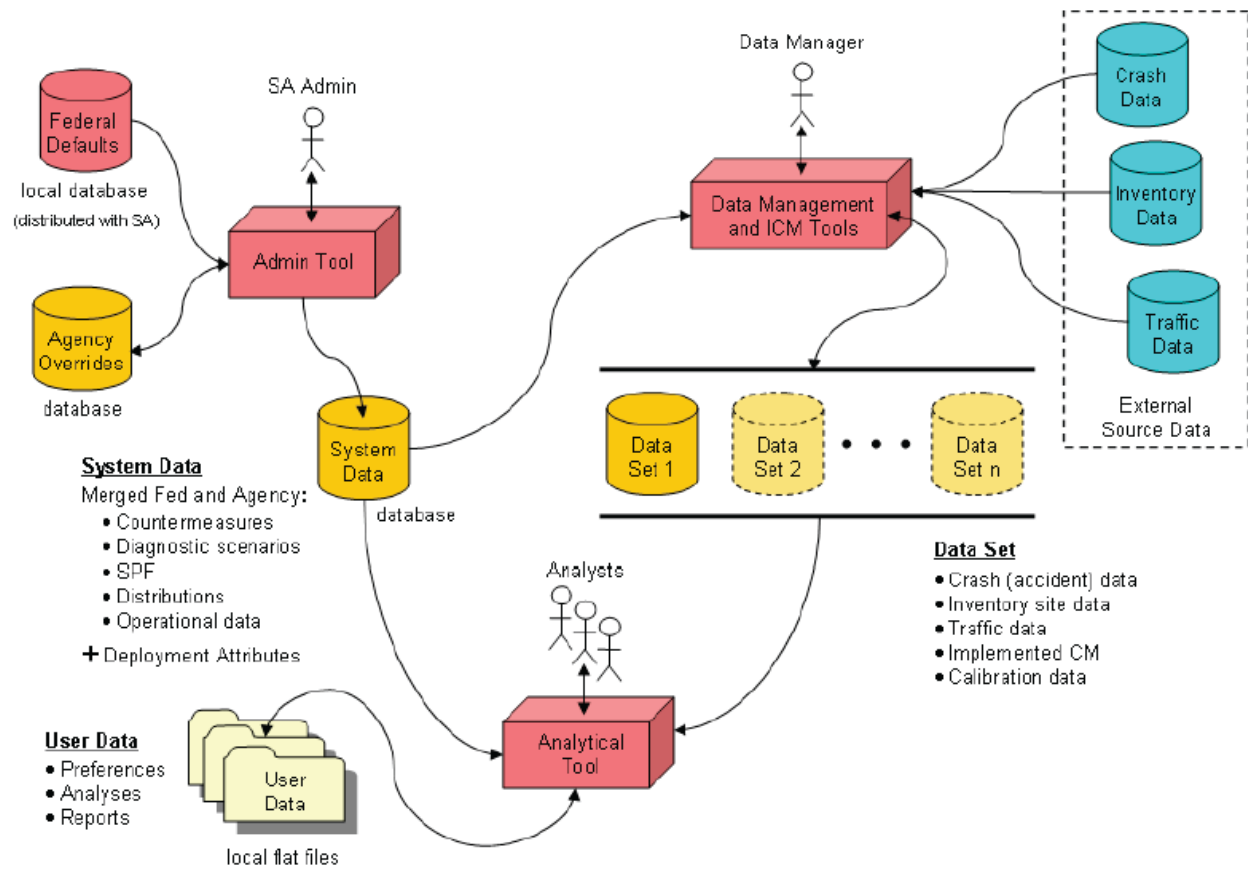 Data Manager
SA Admin
Crash
Data
Federal
Defaults
local database
(distributed with SA)
Inventory
Data
Data Management
and ICM Tools
Admin Tool
Agency
Overrides
database
Traffic
Data
External
Source Data
System
Data
database
Data
Set 1
Data
Set 2
• • •
Data
Set n
System Data
Merged Fed and Agency:
• Countermeasures
• Diagnostic scenarios
• SPF
• Distributions
• Operational data
+ Deployment Attributes
Data Set
• Crash (accident) data
• Inventory site data
• Traffic data
• Implemented CM
• Calibration data
Analysts
Analytical
Tool
User Data
• Preferences
• Analyses
• Reports
User
Data
local flat files